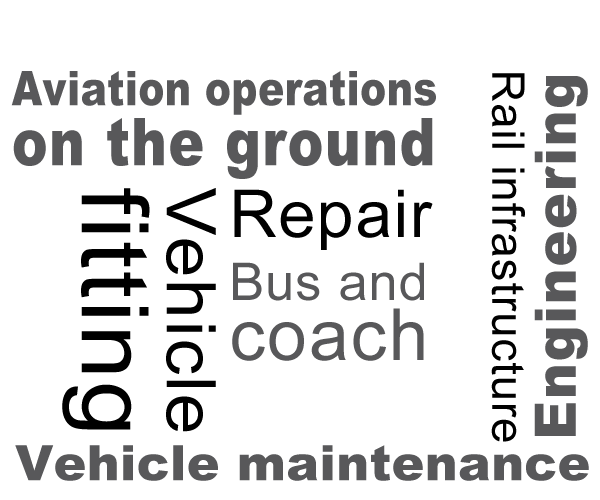 Aviation operations
on the ground
Rail infrastructure
Engineering
Vehicle
fitting
Repair
Bus and
coach
Vehicle maintenance